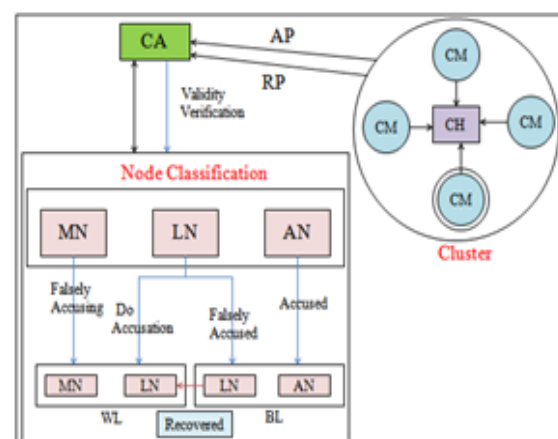 CA
AP
RP
Validity
Verification
CM
CM
CH
CM
CM
Cluster
Node Classification
MN
LN
AN
Falsely
Accusing
Do
Accusation
Falsely
Accused
Accused
MN
LN
LN
AN
WL
Recovered
BL